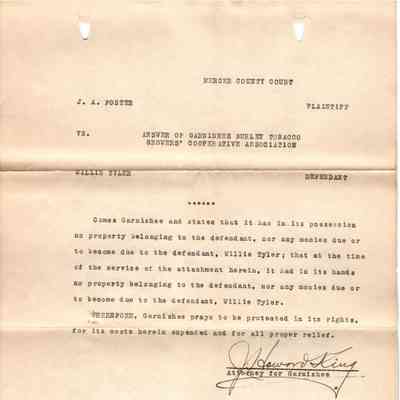 MERCER COUNTY COURT
J. A. FOSTER PLAINTIFF
VS. ANSWER OF GARNISHEE BURLEY TOBACCO
GROWERS' COOPERATIVE ASSOCIATION
WILLIE TYLER DEFENDANT
******
Comes Garnishee and states that it has in its possession
no property belonging to the defendant, nor any monies due or
to become due to the defendant, Willie Tyler; that at the time
of the service of the attachment herein, it had in its hands
no property belonging to the defendant, nor any monies due or
to become due to the defendant, Willie Tyler.
WHEREFORE, Garnishee prays to be protected in its rights,
for its costs herein expended and for all proper relief.
J. Howard King
Attorney for Garnishee